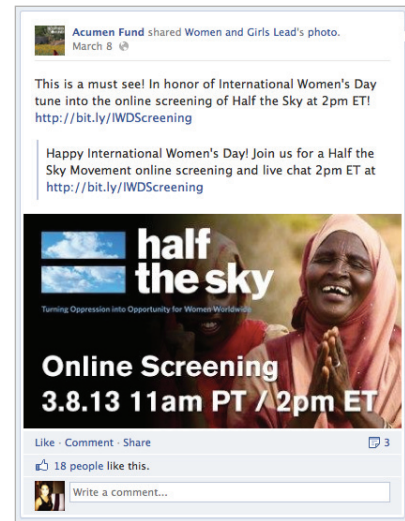 Acumen Fund shared Women and Girls Lead's photo.
March 8
This is a must see! In honor of International Women's Day
tune into the online screening of Half the Sky at 2pm ET!
http://bit.ly/IWDScreening
Happy International Women's Day! Join us for a Half the
Sky Movement online screening and live chat 2pm ET at
http://bit.ly/IWDScreening
half
the sky
Turning Oppression into Opportunity for Women Worldwide
Online Screening
3.8.13 11am PT / 2pm ET
Like · Comment · Share 3
18 people like this.
Write a comment...